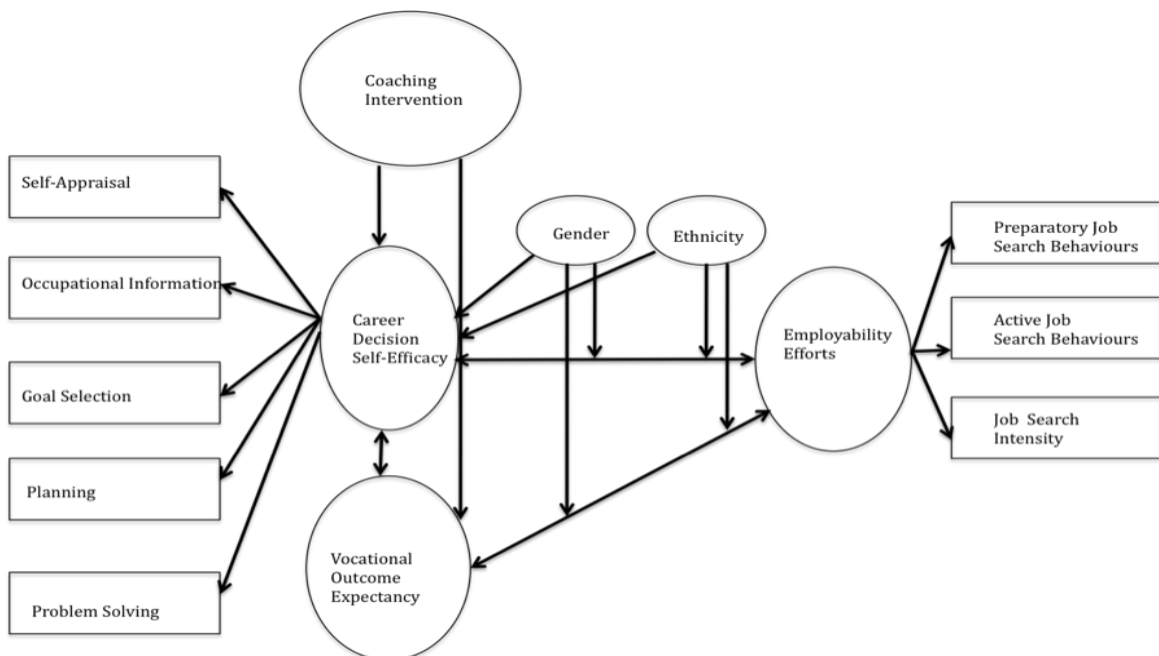 Coaching
Intervention
Self-Appraisal
Occupational Information
Goal Selection
Planning
Problem Solving
Career
Decision
Self-Efficacy
Vocational
Outcome
Expectancy
Gender
Ethnicity
Employability
Efforts
Preparatory Job
Search Behaviours
Active Job
Search Behaviours
Job Search
Intensity